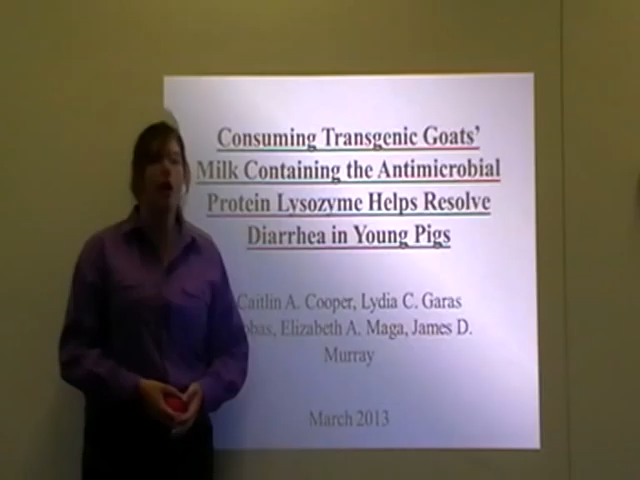 Consuming Transgenic Goats'
Milk Containing the Antimicrobial
Protein Lysozyme Helps Resolve
Diarrhea in Young Pigs
Caitlin A. Cooper, Lydia C. Garas
Elizabeth A. Maga, James D.
Murray
March 2013